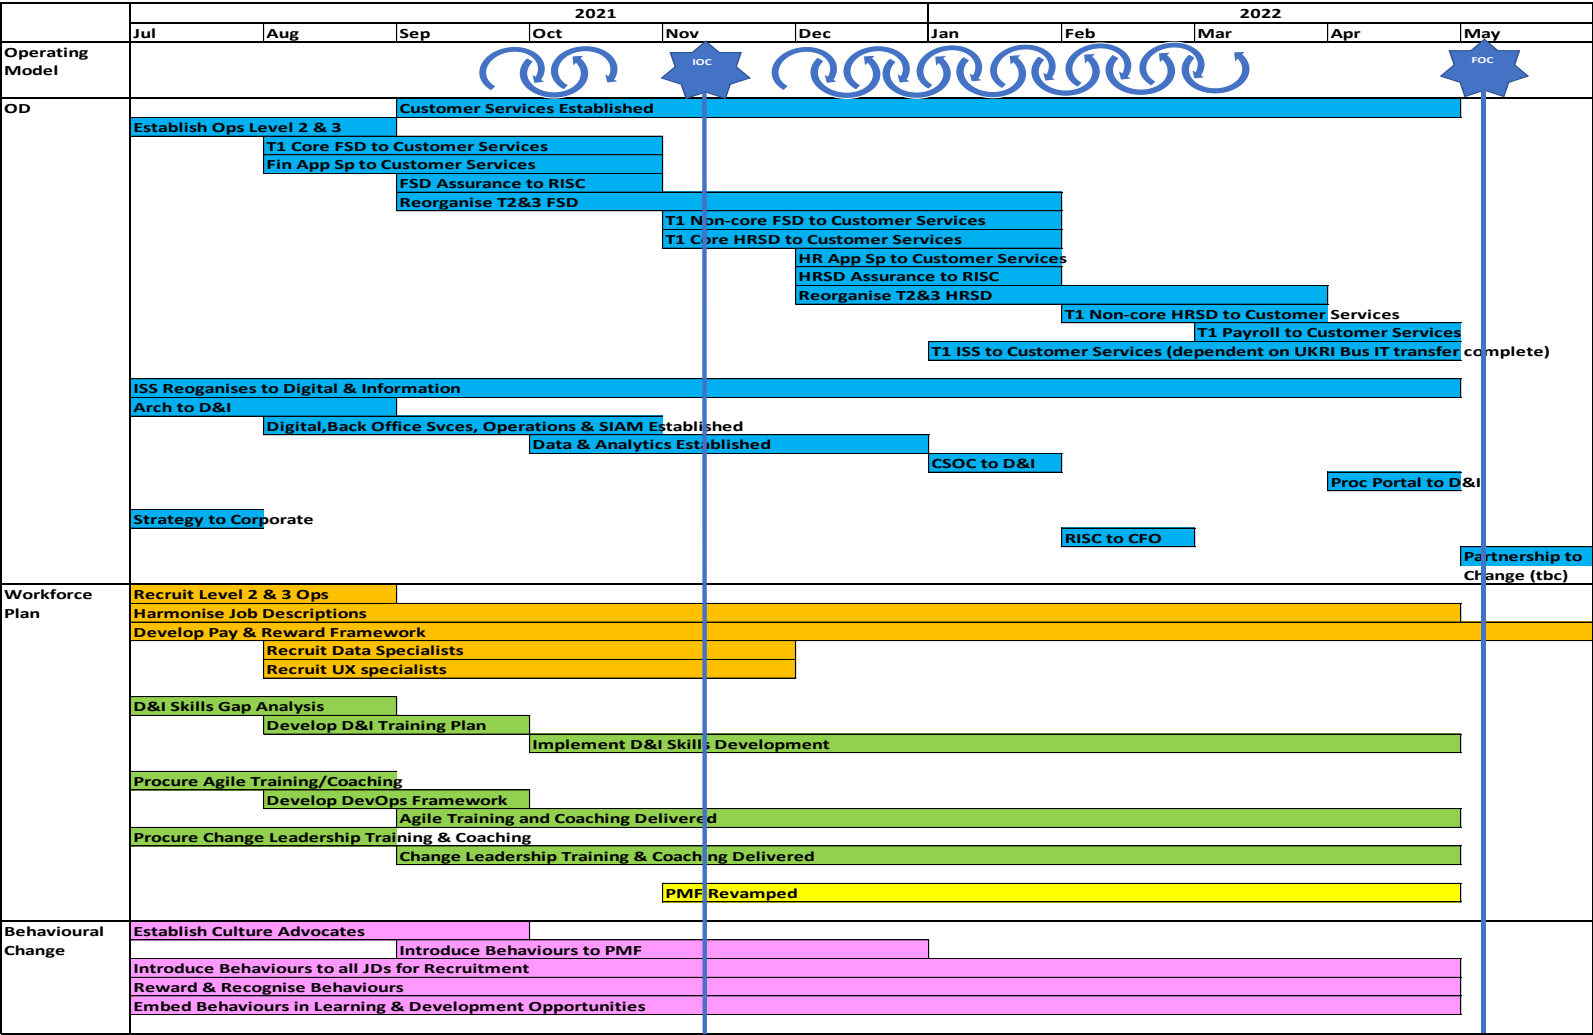 2021
2022
Jul
Aug
Sep
Oct
Nov
Dec
Jan
Feb
Mar
Apr
May
Operating
Model
IOC
FOC
OD
Customer Services Established
Establish Ops Level 2 & 3
T1 Core FSD to Customer Services
Fin App Sp to Customer Services
FSD Assurance to RISC
Reorganise T2&3 FSD
T1 Non-core FSD to Customer Services
T1 Core HRSD to Customer Services
HR App Sp to Customer Services
HRSD Assurance to RISC
Reorganise T2&3 HRSD
T1 Non-core HRSD to Customer Services
T1 Payroll to Customer Services
T1 ISS to Customer Services (dependent on UKRI Bus IT transfer complete)
ISS Reoganises to Digital & Information
Arch to D&I
Digital,Back Office Svces, Operations & SIAM Established
Data & Analytics Established
CSOC to D&I
Proc Portal to D&I
Strategy to Corporate
RISC to CFO
Partnership to
Change (tbc)
Workforce
Plan
Recruit Level 2 & 3 Ops
Harmonise Job Descriptions
Develop Pay & Reward Framework
Recruit Data Specialists
Recruit UX specialists
D&I Skills Gap Analysis
Develop D&I Training Plan
Implement D&I Skills Development
Procure Agile Training/Coaching
Develop DevOps Framework
Agile Training and Coaching Delivered
Procure Change Leadership Training & Coaching
Change Leadership Training & Coaching Delivered
PMF Revamped
Behavioural
Change
Establish Culture Advocates
Introduce Behaviours to PMF
Introduce Behaviours to all JDs for Recruitment
Reward & Recognise Behaviours
Embed Behaviours in Learning & Development Opportunities